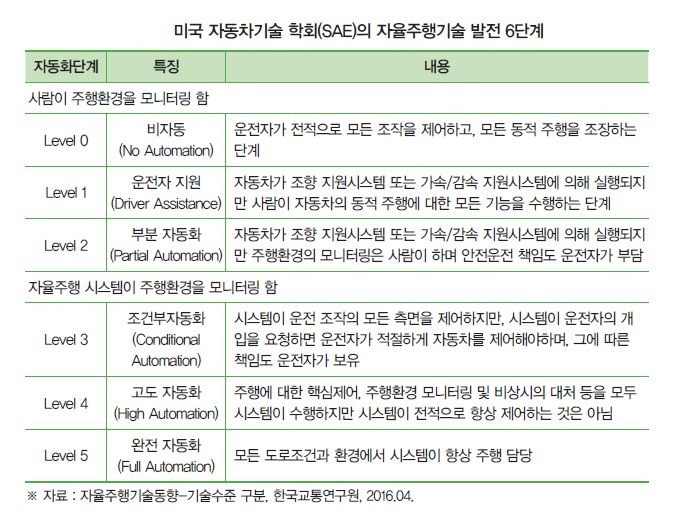 미국 자동차기술 학회(SAE)의 자율주행기술 발전 6단계
자동화단계 특징 내용
사람이 주행환경을 모니터링 함
Level 0
비자동
(No Automation)
운전자가 전적으로 모든 조작을 제어하고, 모든 동적 주행을 조장하는
단계
Level 1
운전자 지원
(Driver Assistance)
자동차가 조향 지원시스템 또는 가속/감속 지원시스템에 의해 실행되지
만 사람이 자동차의 동적 주행에 대한 모든 기능을 수행하는 단계
Level 2
부분 자동화
(Partial Automation)
자동차가 조향 지원시스템 또는 가속/감속 지원시스템에 의해 실행되지
만 주행환경의 모니터링은 사람이 하며 안전운전 책임도 운전자가 부담
자율주행 시스템이 주행환경을 모니터링 함
Level 3
조건부자동화
(Conditional
Automation)
시스템이 운전 조작의 모든 측면을 제어하지만, 시스템이 운전자의 개
입을 요청하면 운전자가 적절하게 자동차를 제어해야하며, 그에 따른
책임도 운전자가 보유
Level 4
고도 자동화
(High Automation)
주행에 대한 핵심제어, 주행환경 모니터링 및 비상시의 대처 등을 모두
시스템이 수행하지만 시스템이 전적으로 항상 제어하는 것은 아님
Level 5
완전 자동화
(Full Automation)
모든 도로조건과 환경에서 시스템이 항상 주행 담당
※ 자료 : 자율주행기술동향-기술수준 구분, 한국교통연구원, 2016.04.